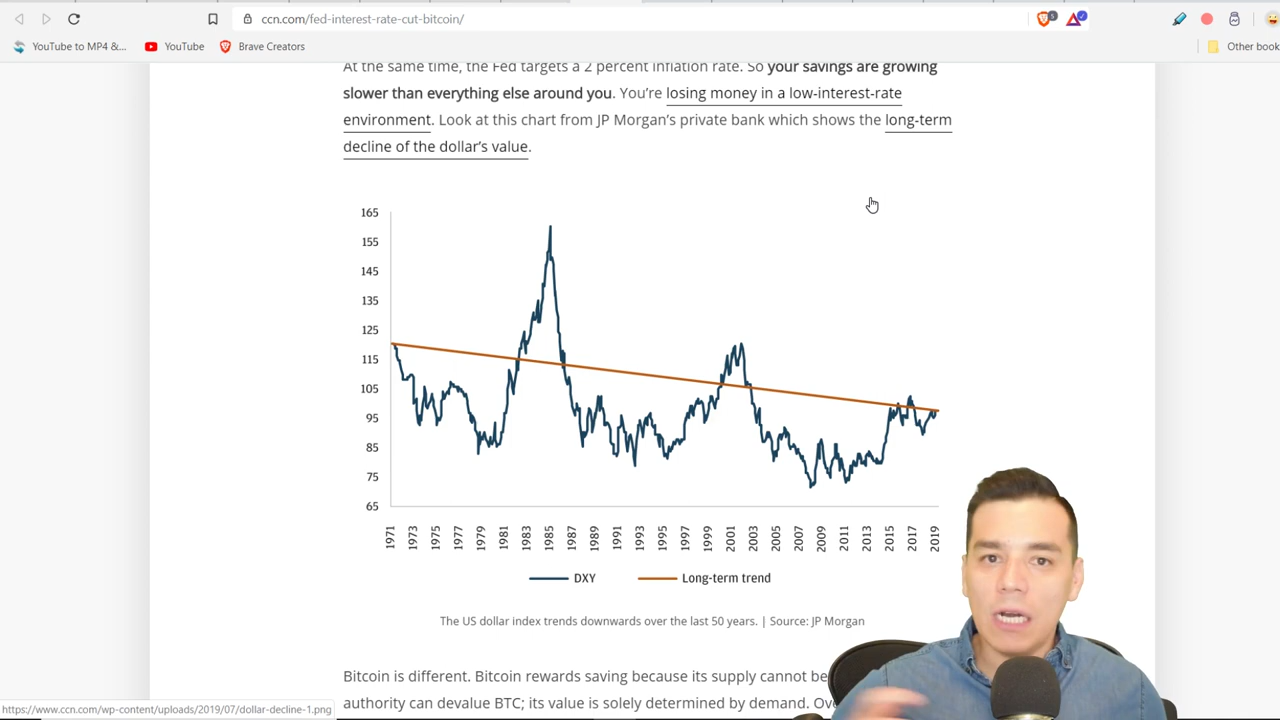 ccn.com/fed-interest-rate-cut-bitcoin/
5
YouTube to MP4 &...
YouTube
Brave Creators
Other book
At the same time, the Fed targets a 2 percent inflation rate. So your savings are growing
slower than everything else around you. You're losing money in a low-interest-rate
environment. Look at this chart from JP Morgan's private bank which shows the long-term
decline of the dollar's value.
165
155
145
135
125
115
105
95
85
75
65
1971 1973 1975 1977 1979 1981 1983 1985 1987 1989 1991 1993 1995 1997 1999 2001 2003 2005 2007 2009 2011 2013 2015 2017 2019
DXY Long-term trend
The US dollar index trends downwards over the last 50 years. | Source: JP Morgan
Bitcoin is different. Bitcoin rewards saving because its supply cannot be
authority can devalue BTC; its value is solely determined by demand.
https://www.ccn.com/wp-content/uploads/2019/07/dollar-decline-1.png